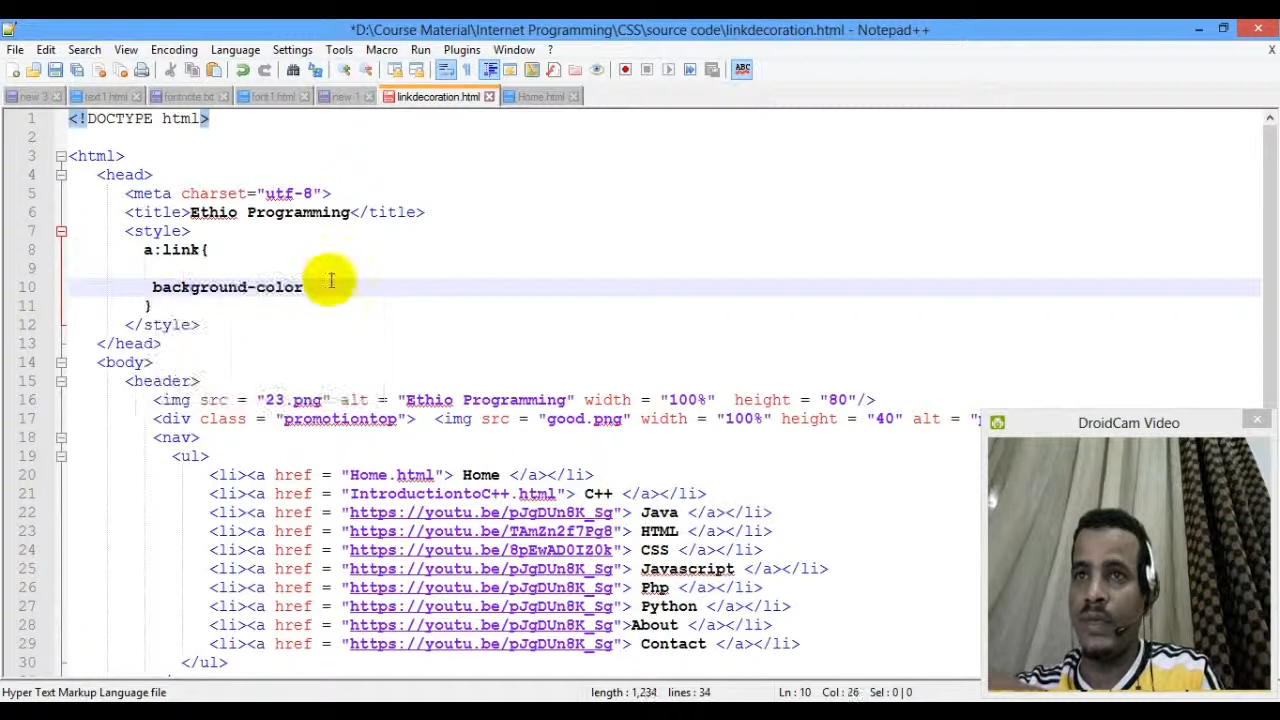 *D:\Course Material\Internet Programming\CSS\source code\linkdecoration.html - Notepad++
File Edit Search View Encoding Language Settings Tools Macro Run Plugins Window ? X
new 3 text1.html fontnote.txt font1.html new 1 linkdecoration.html Home.html
1 <!DOCTYPE html>
2
3 <html>
4 <head>
5 <meta charset="utf-8">
6 <title>Ethio Programming</title>
7 <style>
8 a:link{
9
10 background-color
11 }
12 </style>
13 </head>
14 <body>
15 <header>
16 <img src = "23.png" alt = "Ethio Programming" width = "100%" height = "80"/>
17 <div class = "promotiontop"> <img src = "good.png" width = "100%" height = "40" alt = "p
18 <nav>
19 <ul>
20 <li><a href = "Home.html"> Home </a></li>
21 <li><a href = "IntroductiontoC++.html"> C++ </a></li>
22 <li><a href = "https://youtu.be/pJgDUn8K_Sg"> Java </a></li>
23 <li><a href = "https://youtu.be/TAmZn2f7Pg8"> HTML </a></li>
24 <li><a href = "https://youtu.be/8pEwAD0IZ0k"> CSS </a></li>
25 <li><a href = "https://youtu.be/pJgDUn8K_Sg"> Javascript </a></li>
26 <li><a href = "https://youtu.be/pJgDUn8K_Sg"> Php </a></li>
27 <li><a href = "https://youtu.be/pJgDUn8K_Sg"> Python </a></li>
28 <li><a href = "https://youtu.be/pJgDUn8K_Sg">About </a></li>
29 <li><a href = "https://youtu.be/pJgDUn8K_Sg"> Contact </a></li>
30 </ul>
DroidCam Video
Hyper Text Markup Language file length : 1,234 lines : 34 Ln : 10 Col : 26 Sel : 0 | 0